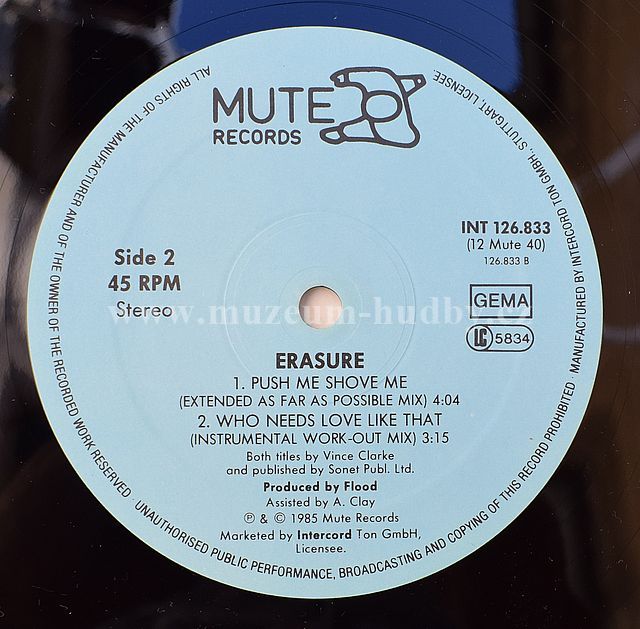 MUTE
RECORDS
INT 126.833
(12 Mute 40)
126.833 B
Side 2
45 RPM
Stereo
GEMA
LC 5834
www.muzeum-hudby.cz
ERASURE
1. PUSH ME SHOVE ME
(EXTENDED AS FAR AS POSSIBLE MIX) 4:04
2. WHO NEEDS LOVE LIKE THAT
(INSTRUMENTAL WORK-OUT MIX) 3:15
Both titles by Vince Clarke
and published by Sonet Publ. Ltd.
Produced by Flood
Assisted by A. Clay
℗ & © 1985 Mute Records
Marketed by Intercord Ton GmbH,
Licensee.
ALL RIGHTS OF THE MANUFACTURER AND OF THE OWNER OF THE RECORDED WORK RESERVED UNAUTHORISED PUBLIC PERFORMANCE, BROADCASTING AND COPYING OF THIS RECORD PROHIBITED MANUFACTURED BY INTERCORD TON GMBH, STUTTGART, LICENSEE.